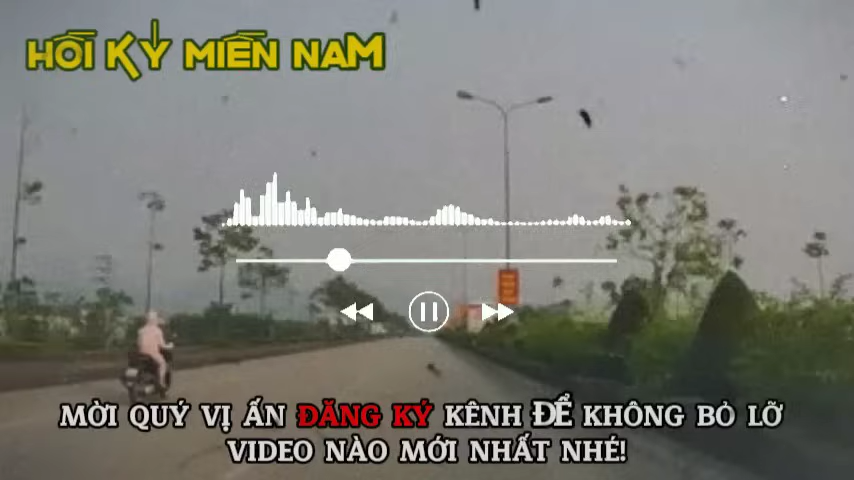 HỒI KÝ MIỀN NAM
MỜI QUÝ VỊ ẤN ĐĂNG KÝ KÊNH ĐỂ KHÔNG BỎ LỠ
VIDEO NÀO MỚI NHẤT NHÉ!